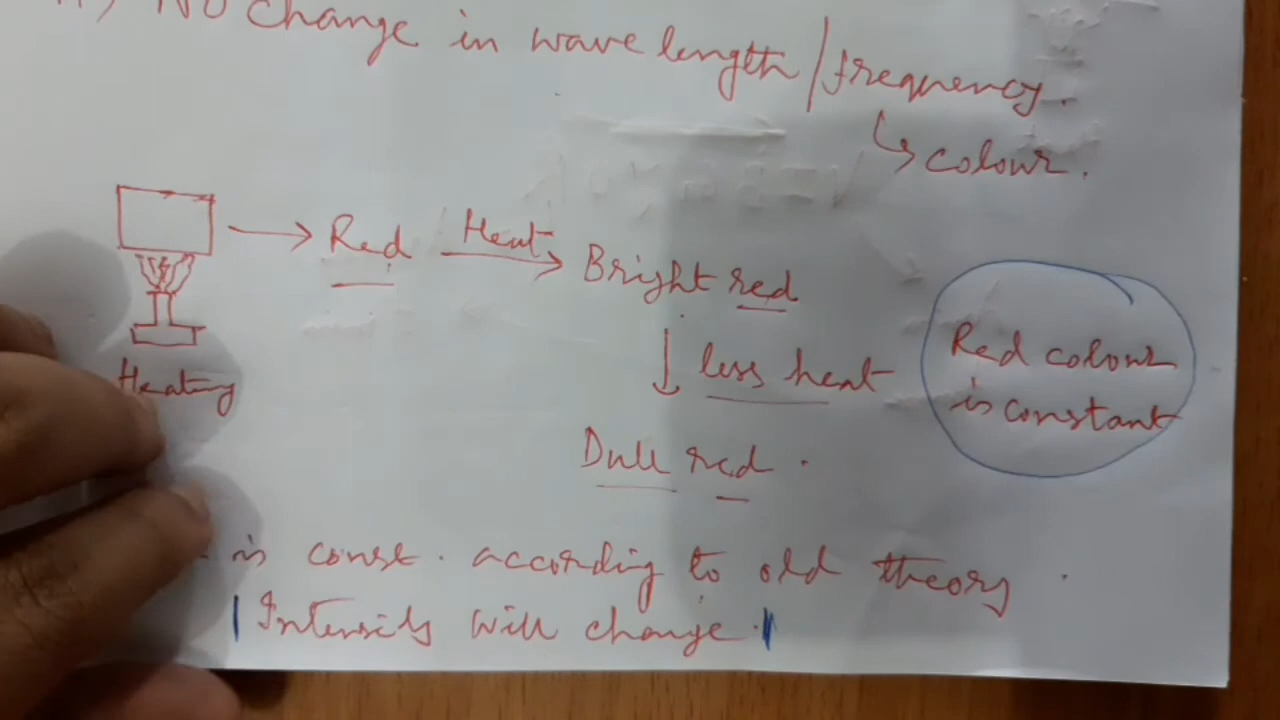 No change in wave length/frequency.
↳ colour.
→ Red Heat→ Bright red
Heating
↓ less heat
Red colour
is constant
Dull red.
is const. according to old theory.
Intensity will change.